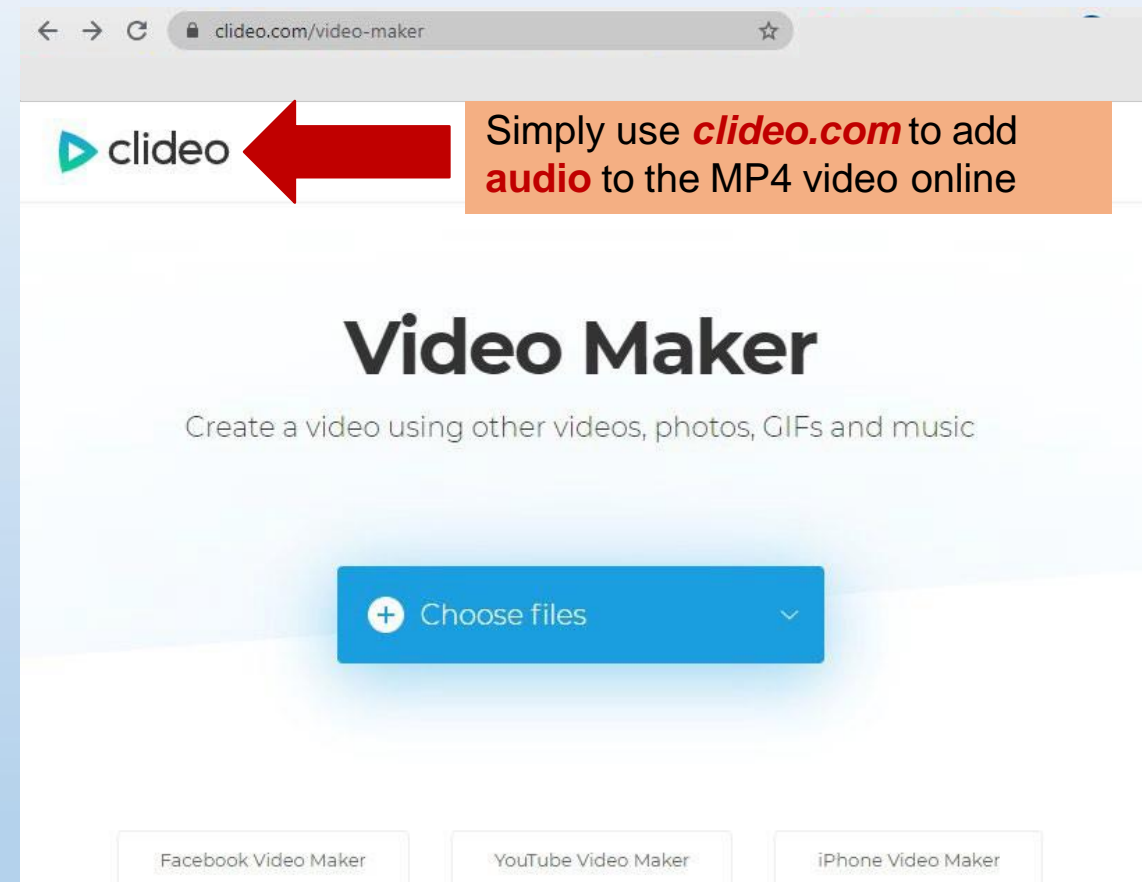 clideo.com/video-maker
clideo
Simply use clideo.com to add
audio to the MP4 video online
Video Maker
Create a video using other videos, photos, GIFs and music
Choose files
Facebook Video Maker
YouTube Video Maker
iPhone Video Maker